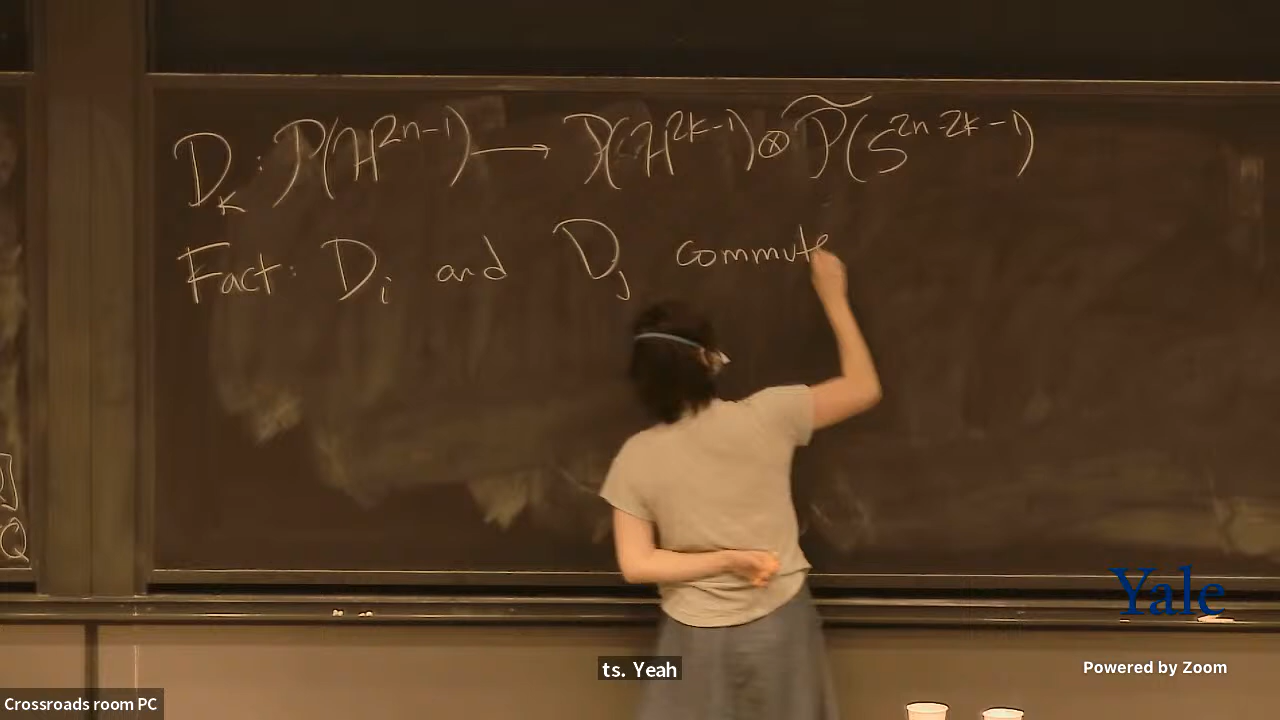 D_K : P(H^{2n-1}) → P(H^{2k-1}) ⊗ P̃(S^{2n-2k-1})
Fact: D_i and D_j commute
Q
Yale
ts. Yeah
Powered by Zoom
Crossroads room PC